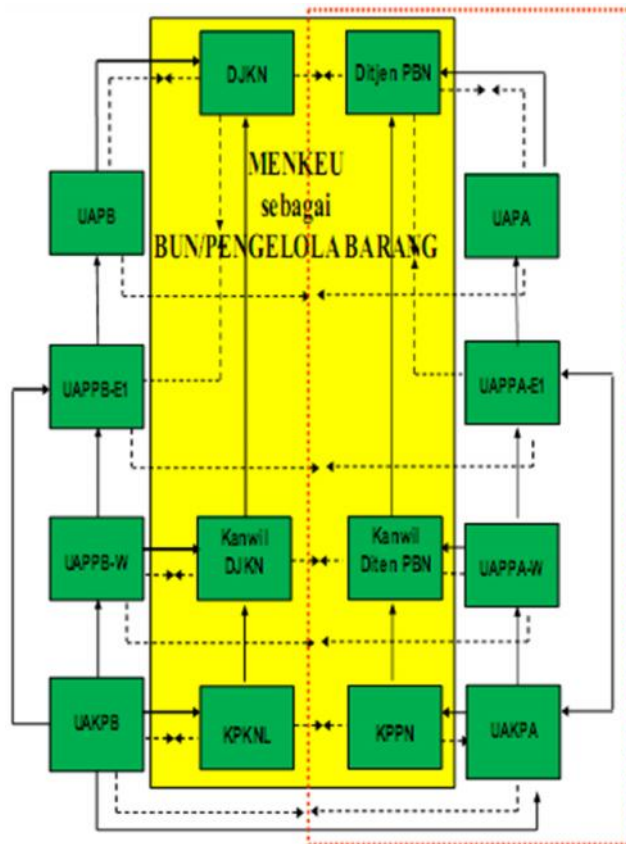 DJKN
Ditjen PBN
MENKEU
sebagai
BUN/PENGELOLA BARANG
UAPB
UAPA
UAPPB-E1
UAPPA-E1
UAPPB-W
Kanwil
DJKN
Kanwil
Diten PBN
UAPPA-W
UAKPB
KPKNL
KPPN
UAKPA